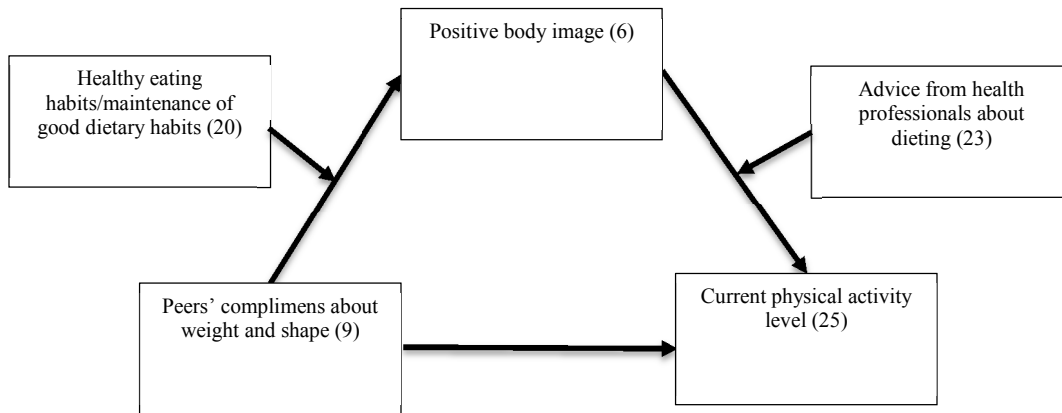 Positive body image (6)
Healthy eating
habits/maintenance of
good dietary habits (20)
Advice from health
professionals about
dieting (23)
Peers’ complimens about
weight and shape (9)
Current physical activity
level (25)